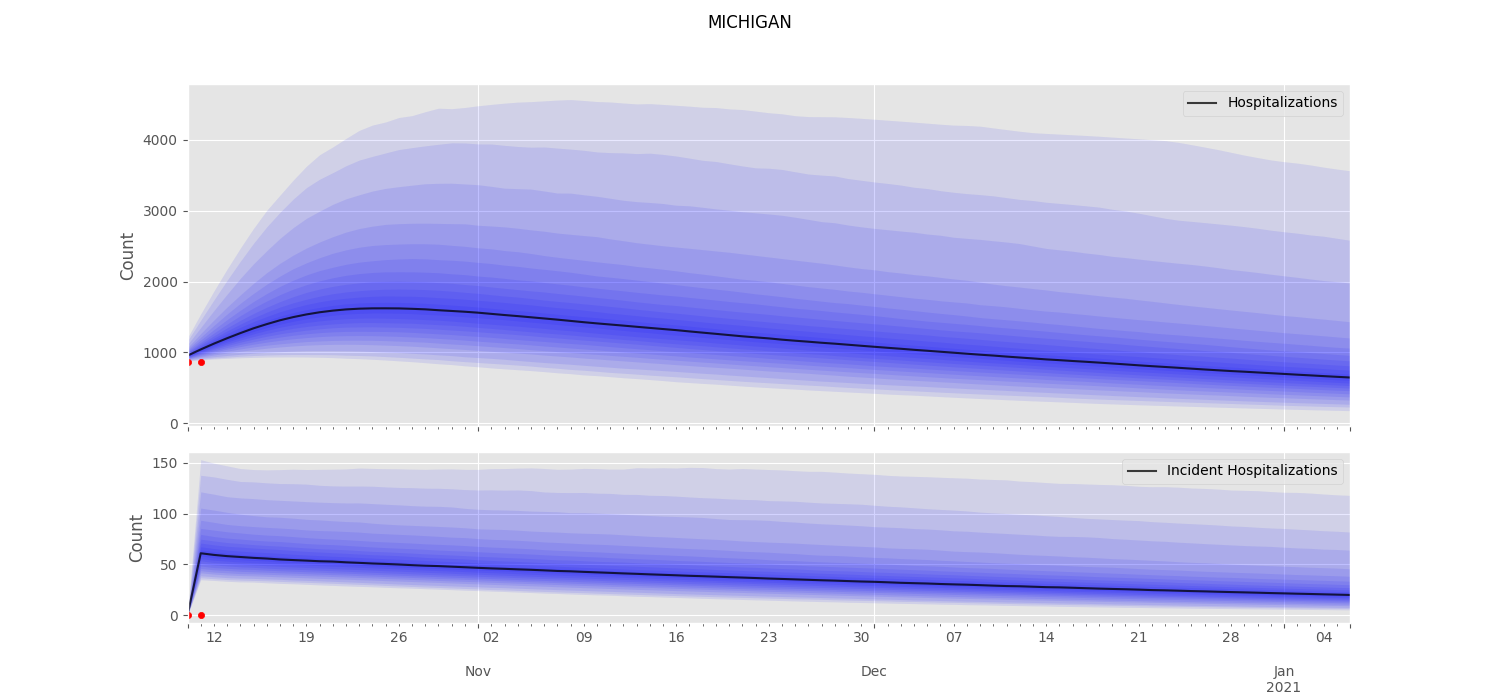 MICHIGAN
Hospitalizations
Count
4000
3000
2000
1000
0
Incident Hospitalizations
Count
150
100
50
0
12 19 26 02 09 16 23 30 07 14 21 28 04
Nov Dec Jan
2021